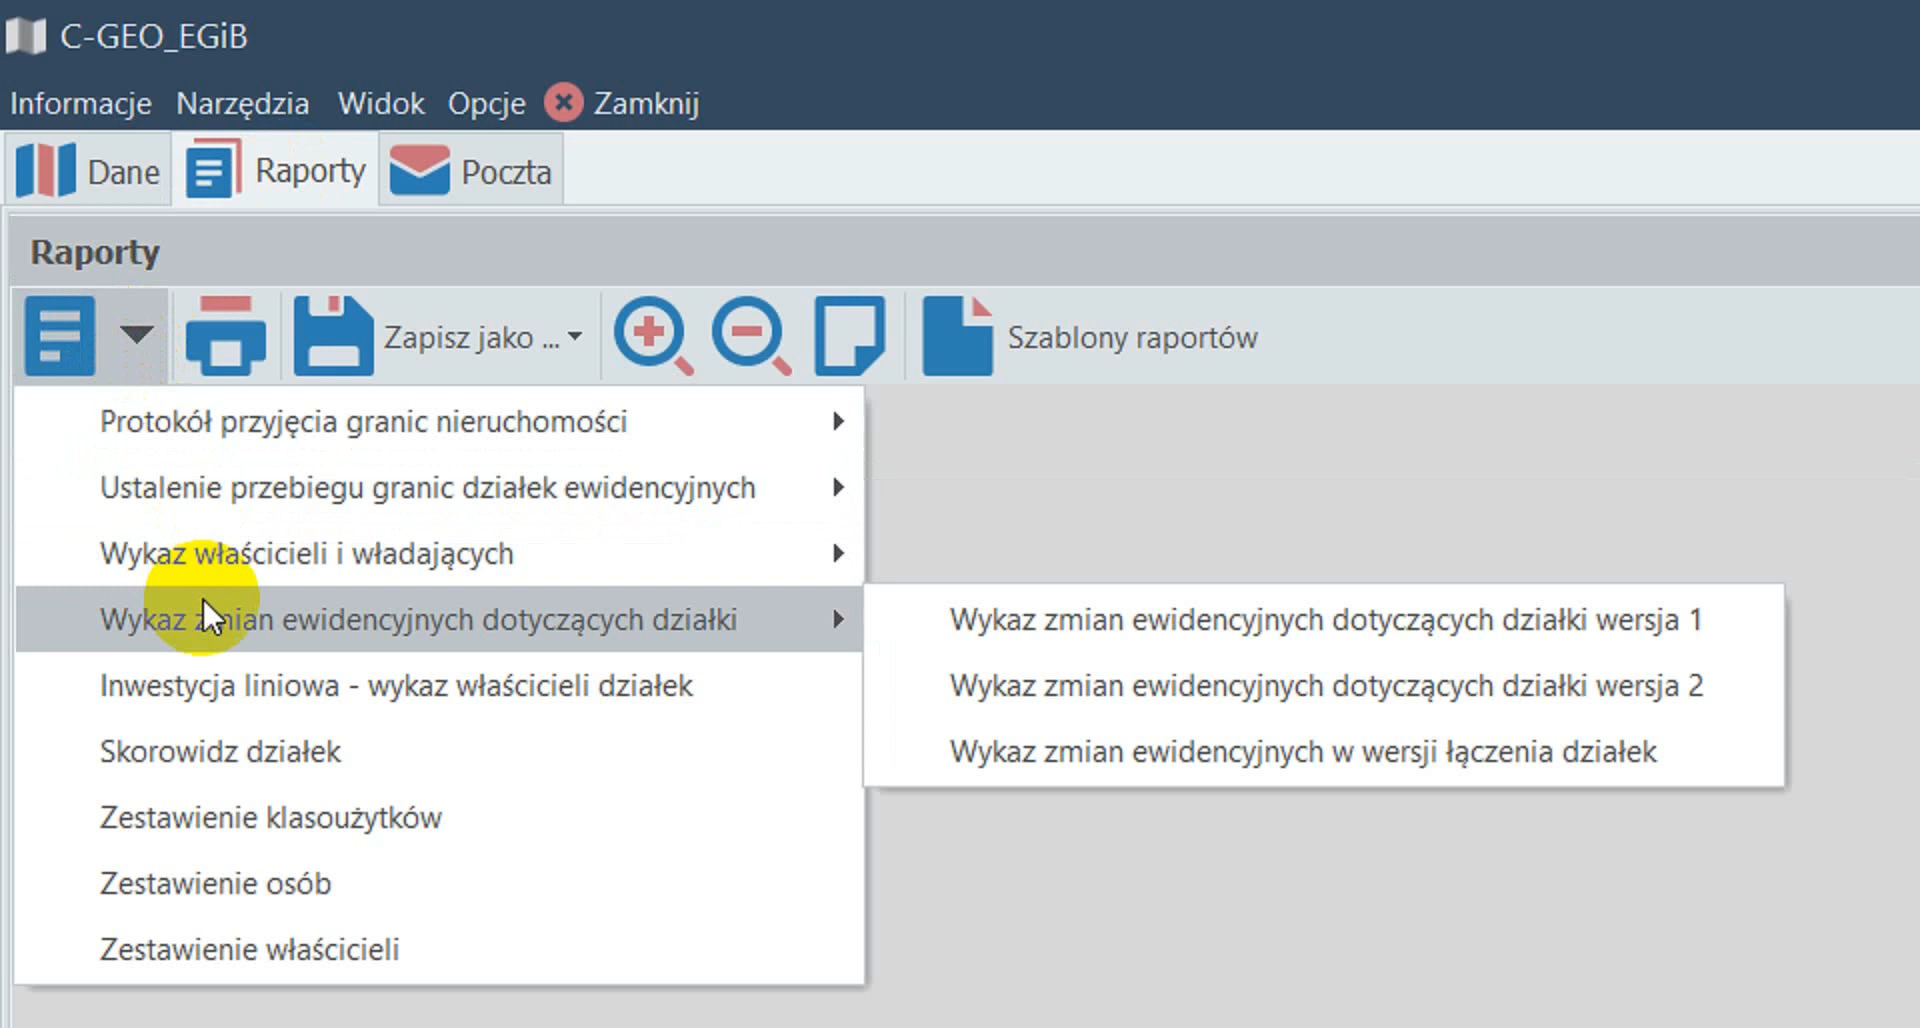 C-GEO_EGiB
Informacje Narzędzia Widok Opcje Zamknij
Dane Raporty Poczta
Raporty
Zapisz jako ... Szablony raportów
Protokół przyjęcia granic nieruchomości
Ustalenie przebiegu granic działek ewidencyjnych
Wykaz właścicieli i władających
Wykaz zmian ewidencyjnych dotyczących działki
Wykaz zmian ewidencyjnych dotyczących działki wersja 1
Wykaz zmian ewidencyjnych dotyczących działki wersja 2
Wykaz zmian ewidencyjnych w wersji łączenia działek
Inwestycja liniowa - wykaz właścicieli działek
Skorowidz działek
Zestawienie klasoużytków
Zestawienie osób
Zestawienie właścicieli